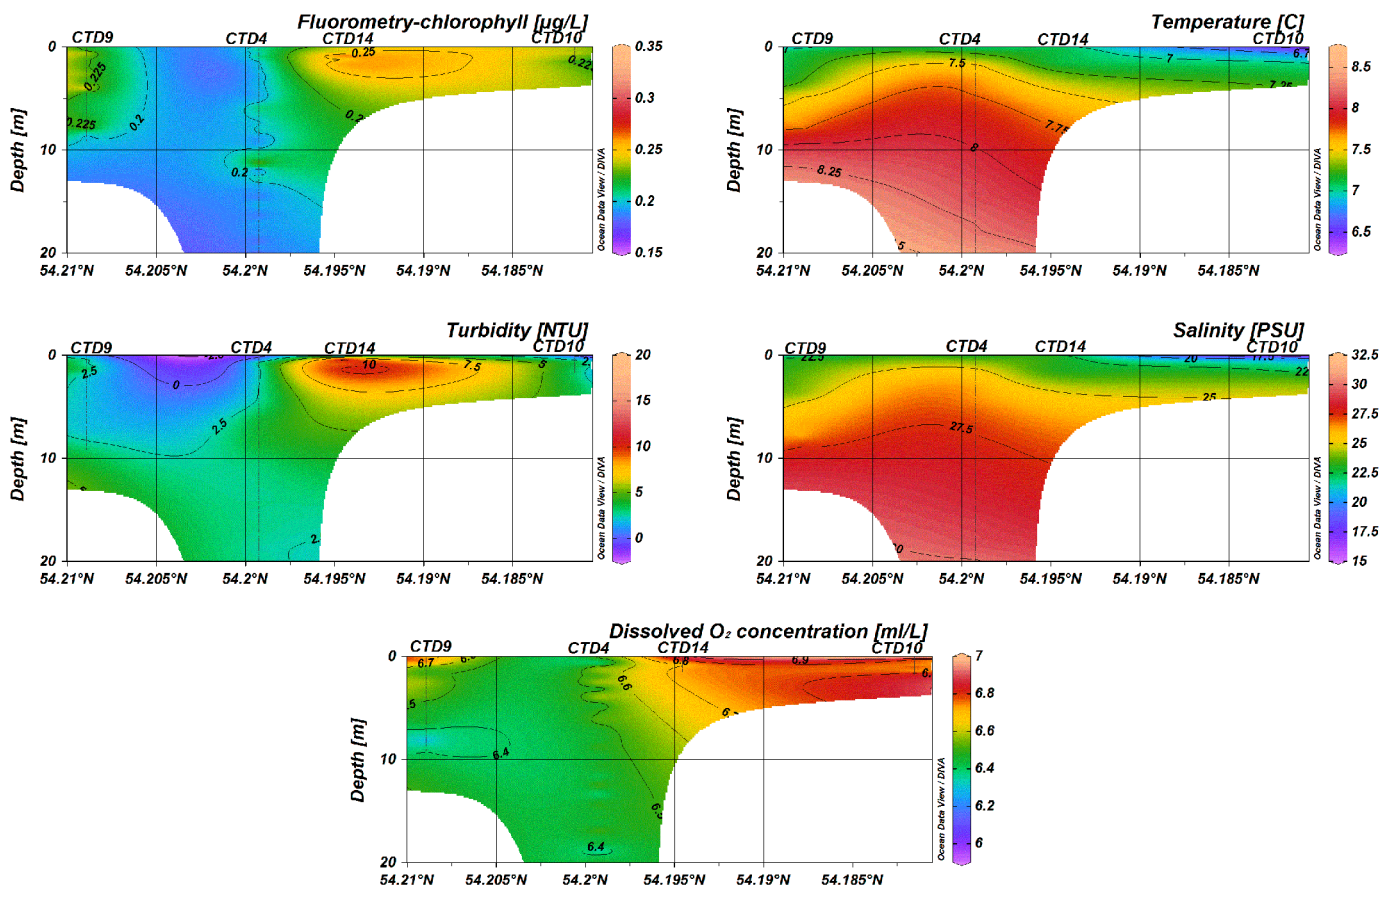 Fluorometry-chlorophyll [µg/L]
CTD9 CTD4 CTD14 CTD10
0
10
20
Depth [m]
0.225
0.225
0.2
0.2
0.25
0.2
54.21°N 54.205°N 54.2°N 54.195°N 54.19°N 54.185°N
0.35
0.3
0.25
0.2
0.15
Ocean Data View / DIVA
Temperature [C]
CTD9 CTD4 CTD14 CTD10
0
10
20
Depth [m]
7.5
7
7.75
8
8.25
54.21°N 54.205°N 54.2°N 54.195°N 54.19°N 54.185°N
8.5
8
7.5
7
6.5
Ocean Data View / DIVA
Turbidity [NTU]
CTD9 CTD4 CTD14 CTD10
0
10
20
Depth [m]
2.5
0
2.5
10
7.5
5
54.21°N 54.205°N 54.2°N 54.195°N 54.19°N 54.185°N
20
15
10
5
0
Ocean Data View / DIVA
Salinity [PSU]
CTD9 CTD4 CTD14 CTD10
0
10
20
Depth [m]
22.5
20
17.5
25
27.5
54.21°N 54.205°N 54.2°N 54.195°N 54.19°N 54.185°N
32.5
30
27.5
25
22.5
20
17.5
15
Ocean Data View / DIVA
Dissolved O₂ concentration [ml/L]
CTD9 CTD4 CTD14 CTD10
0
10
20
Depth [m]
6.7
6.8
6.9
6.6
6.4
6.4
54.21°N 54.205°N 54.2°N 54.195°N 54.19°N 54.185°N
7
6.8
6.6
6.4
6.2
6
Ocean Data View / DIVA